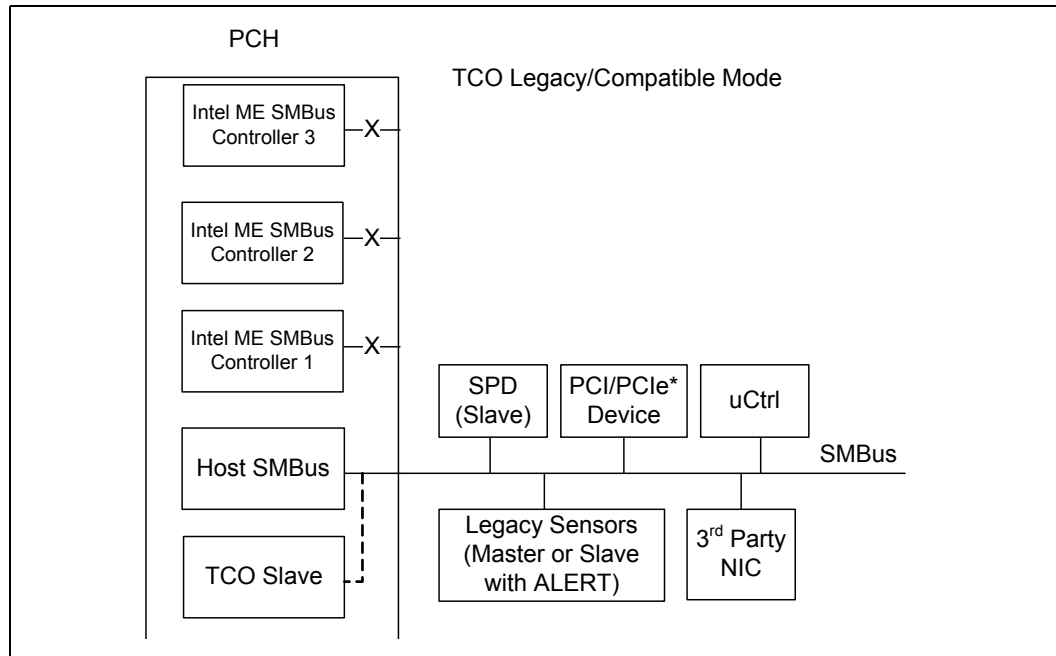 PCH
TCO Legacy/Compatible Mode
Intel ME SMBus
Controller 3
X
Intel ME SMBus
Controller 2
X
Intel ME SMBus
Controller 1
X
SPD
(Slave)
PCI/PCIe*
Device
uCtrl
Host SMBus
SMBus
TCO Slave
Legacy Sensors
(Master or Slave
with ALERT)
3rd Party
NIC